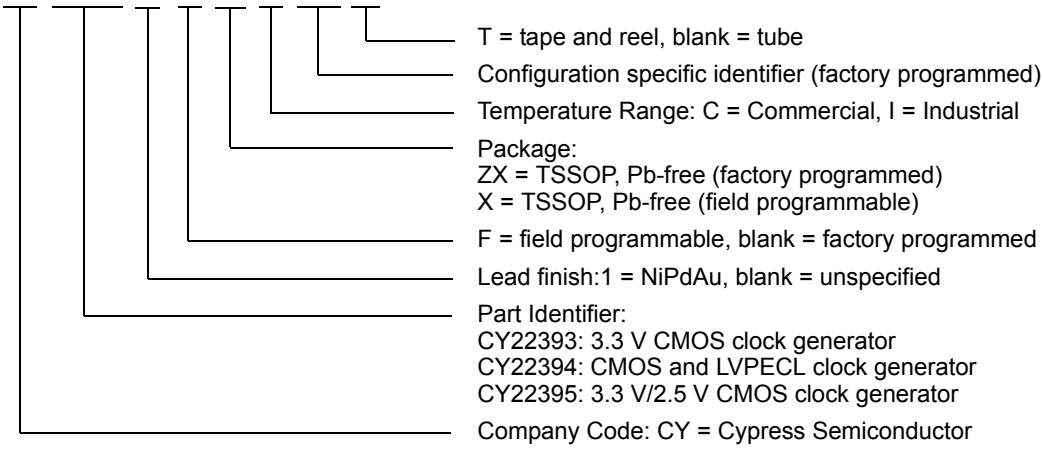 T = tape and reel, blank = tube
Configuration specific identifier (factory programmed)
Temperature Range: C = Commercial, I = Industrial
Package:
ZX = TSSOP, Pb-free (factory programmed)
X = TSSOP, Pb-free (field programmable)
F = field programmable, blank = factory programmed
Lead finish:1 = NiPdAu, blank = unspecified
Part Identifier:
CY22393: 3.3 V CMOS clock generator
CY22394: CMOS and LVPECL clock generator
CY22395: 3.3 V/2.5 V CMOS clock generator
Company Code: CY = Cypress Semiconductor